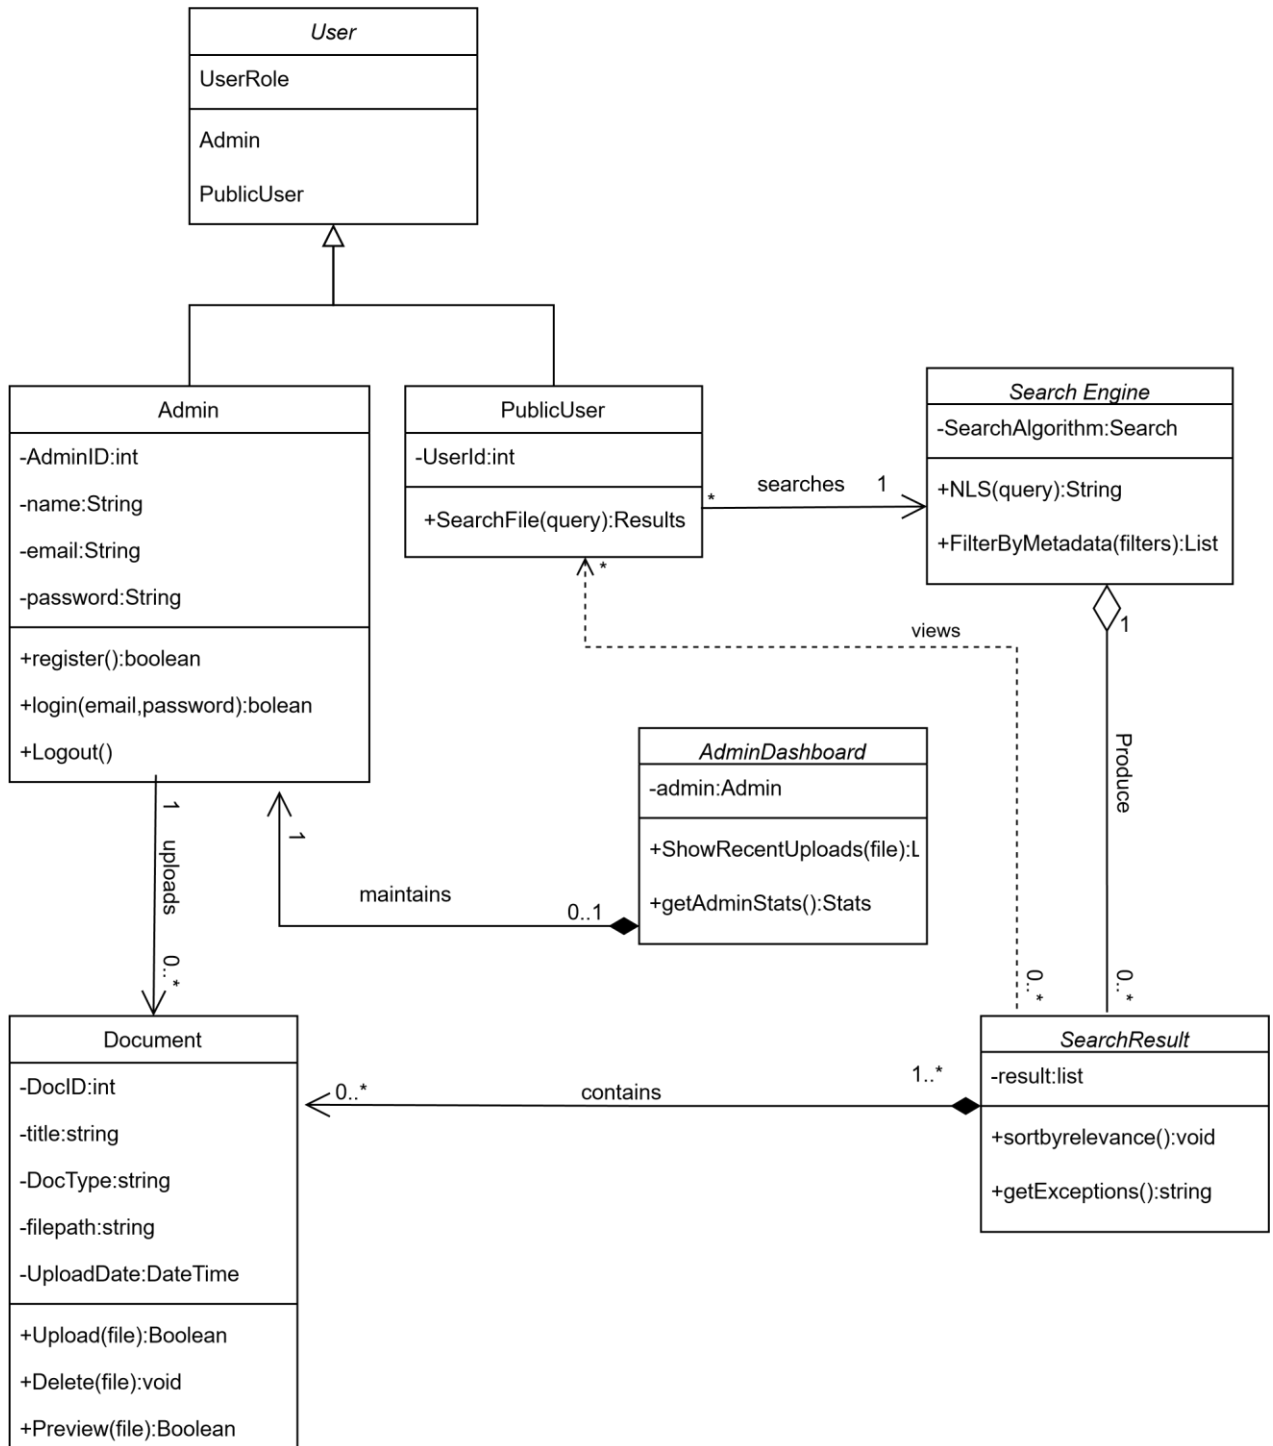 User
UserRole
Admin
PublicUser
Admin
-AdminID:int
-name:String
-email:String
-password:String
+register():boolean
+login(email,password):bolean
+Logout()
PublicUser
-UserId:int
+SearchFile(query):Results
searches
1
*
Search Engine
-SearchAlgorithm:Search
+NLS(query):String
+FilterByMetadata(filters):List
*
views
1
Produce
0..*
0..*
AdminDashboard
-admin:Admin
+ShowRecentUploads(file):L
+getAdminStats():Stats
1
maintains
0..1
1
uploads
0..*
Document
-DocID:int
-title:string
-DocType:string
-filepath:string
-UploadDate:DateTime
+Upload(file):Boolean
+Delete(file):void
+Preview(file):Boolean
0..*
contains
1..*
SearchResult
-result:list
+sortbyrelevance():void
+getExceptions():string